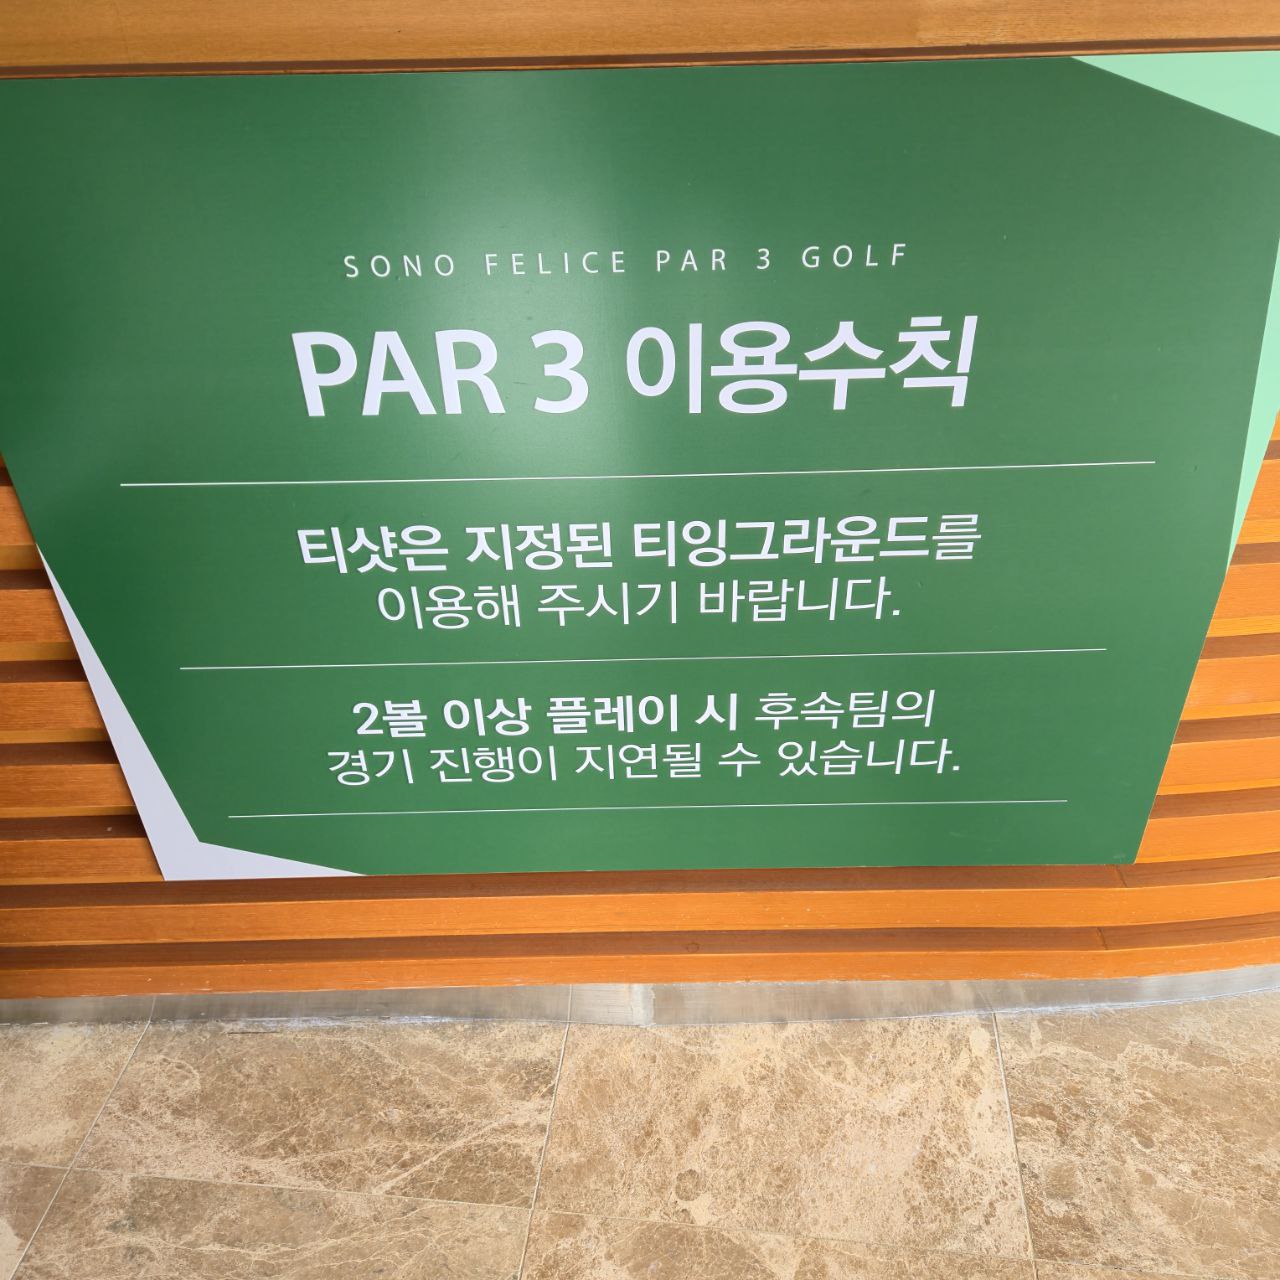 SONO FELICE PAR 3 GOLF
PAR 3 이용수칙
티샷은 지정된 티잉그라운드를
이용해 주시기 바랍니다.
2볼 이상 플레이 시 후속팀의
경기 진행이 지연될 수 있습니다.